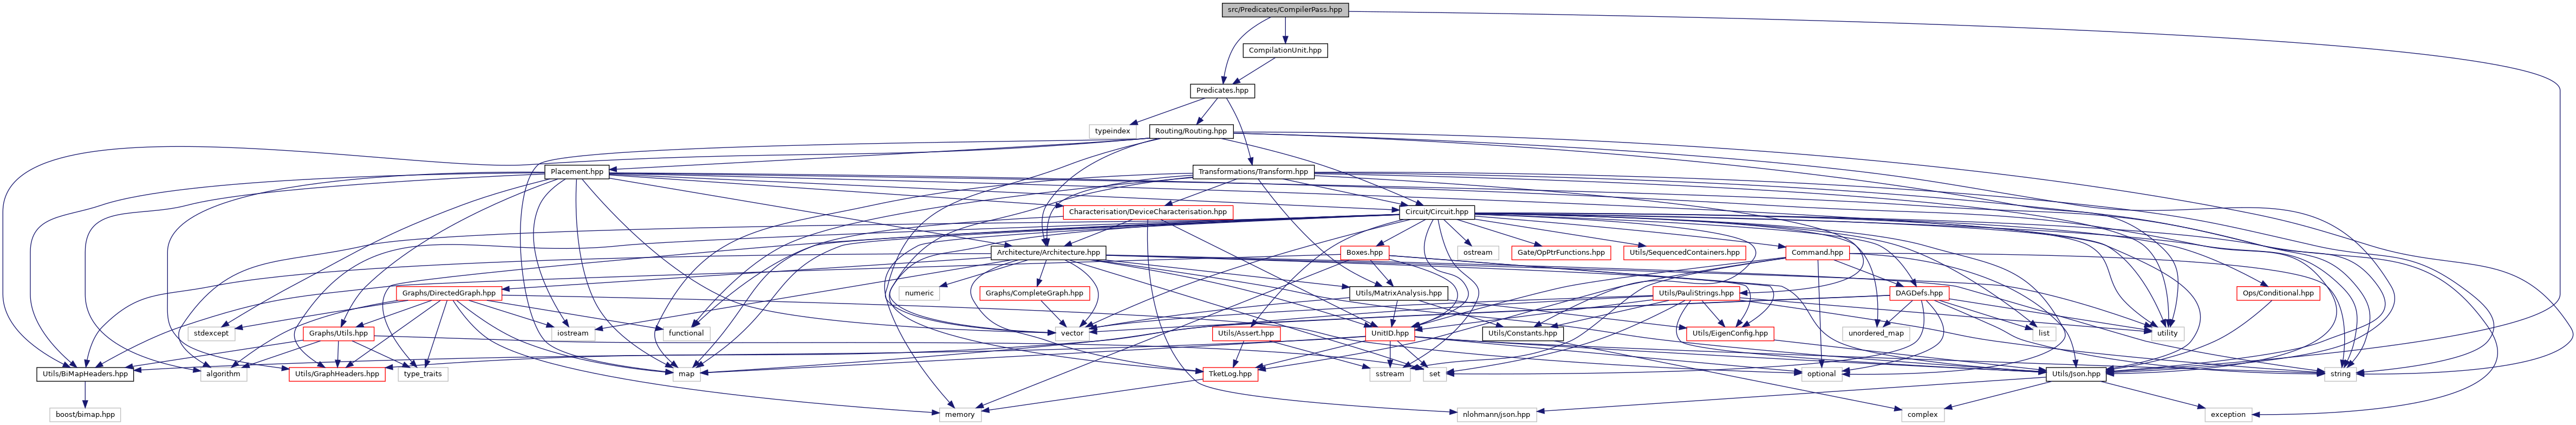 src/Predicates/CompilerPass.hpp
CompilationUnit.hpp
Predicates.hpp
typeindex
Routing/Routing.hpp
Placement.hpp
Transformations/Transform.hpp
Characterisation/DeviceCharacterisation.hpp
Circuit/Circuit.hpp
Architecture/Architecture.hpp
Boxes.hpp
ostream
Gate/OpPtrFunctions.hpp
Utils/SequencedContainers.hpp
Command.hpp
Graphs/DirectedGraph.hpp
numeric
Graphs/CompleteGraph.hpp
Utils/MatrixAnalysis.hpp
Utils/PauliStrings.hpp
DAGDefs.hpp
Ops/Conditional.hpp
stdexcept
Graphs/Utils.hpp
iostream
functional
vector
Utils/Assert.hpp
UnitID.hpp
Utils/Constants.hpp
Utils/EigenConfig.hpp
unordered_map
list
utility
Utils/BiMapHeaders.hpp
algorithm
Utils/GraphHeaders.hpp
type_traits
map
TketLog.hpp
sstream
set
optional
Utils/Json.hpp
string
boost/bimap.hpp
memory
nlohmann/json.hpp
complex
exception